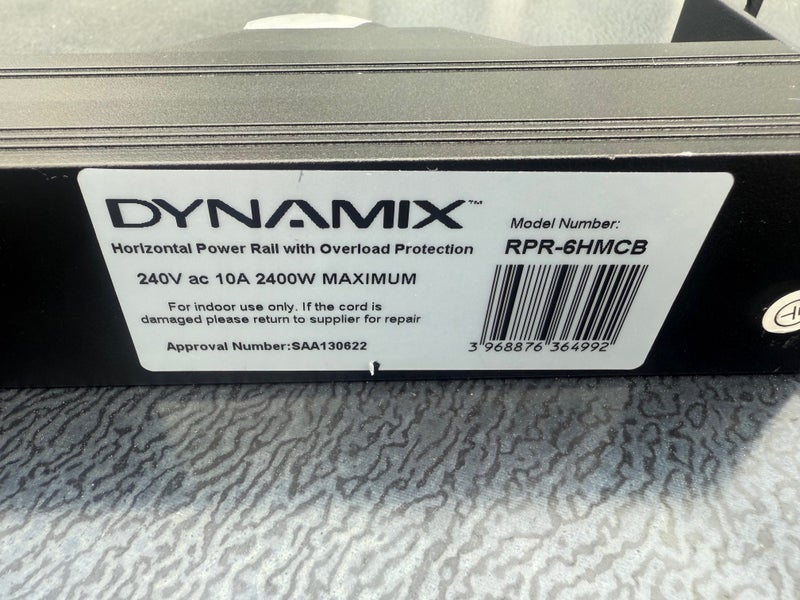 DYNAMIX™
Horizontal Power Rail with Overload Protection
240V ac 10A 2400W MAXIMUM
For indoor use only. If the cord is
damaged please return to supplier for repair
Approval Number:SAA130622
Model Number:
RPR-6HMCB
3 968876 364992